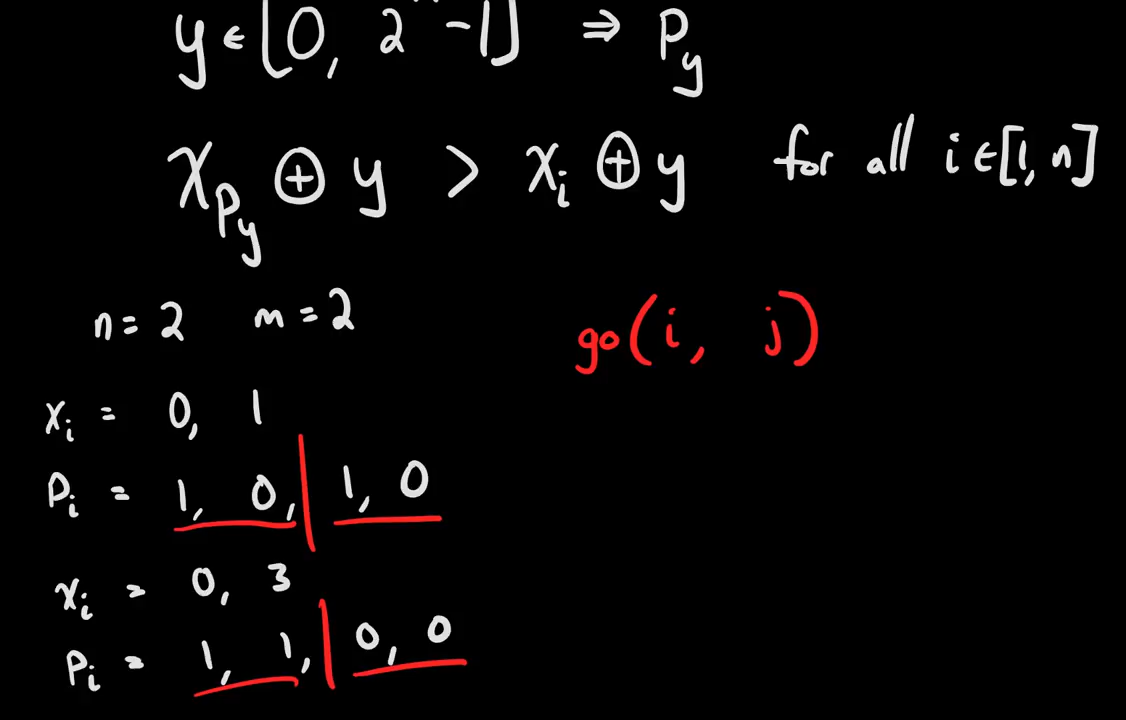 y ∈ [0, 2^m -1] ⇒ P_y
x_{P_y} ⊕ y > x_i ⊕ y for all i ∈ [1, n]
n = 2 m = 2
go(i, j)
x_i = 0, 1
P_i = 1, 0, 1, 0
x_i = 0, 3
P_i = 1, 1, 0, 0